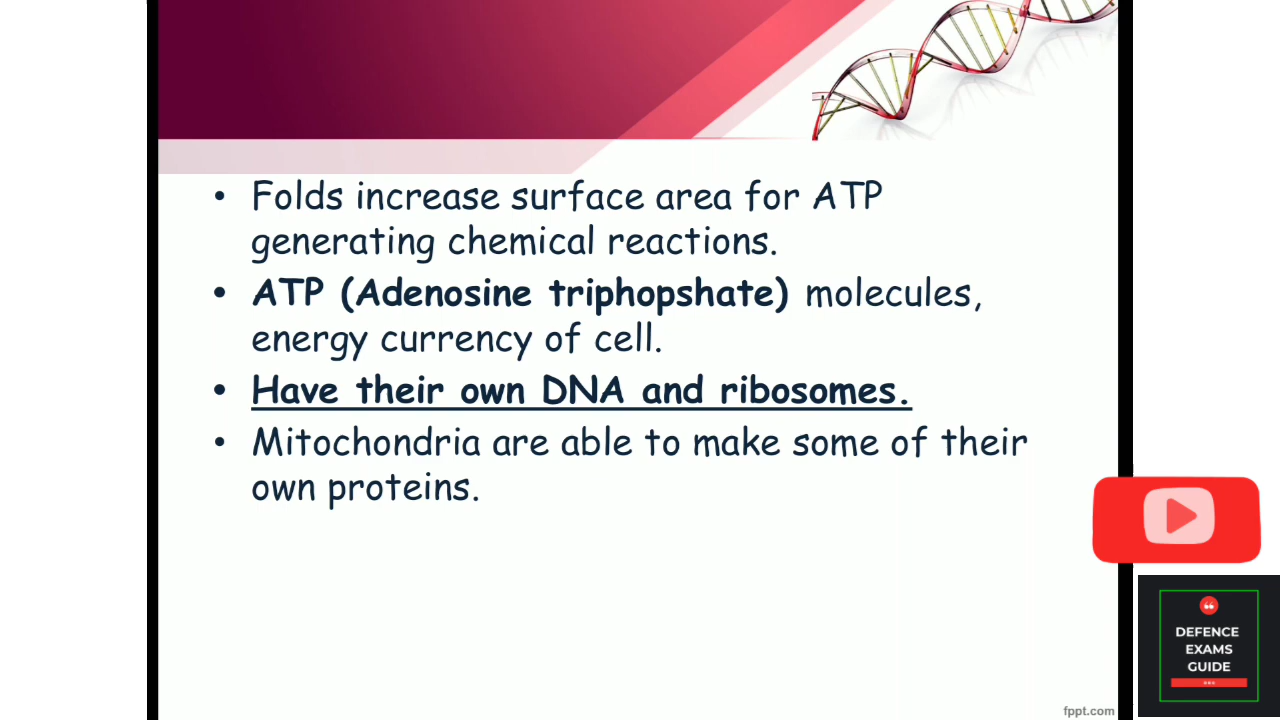 • Folds increase surface area for ATP
generating chemical reactions.
• ATP (Adenosine triphopshate) molecules,
energy currency of cell.
• Have their own DNA and ribosomes.
• Mitochondria are able to make some of their
own proteins.
DEFENCE
EXAMS
GUIDE
fppt.com